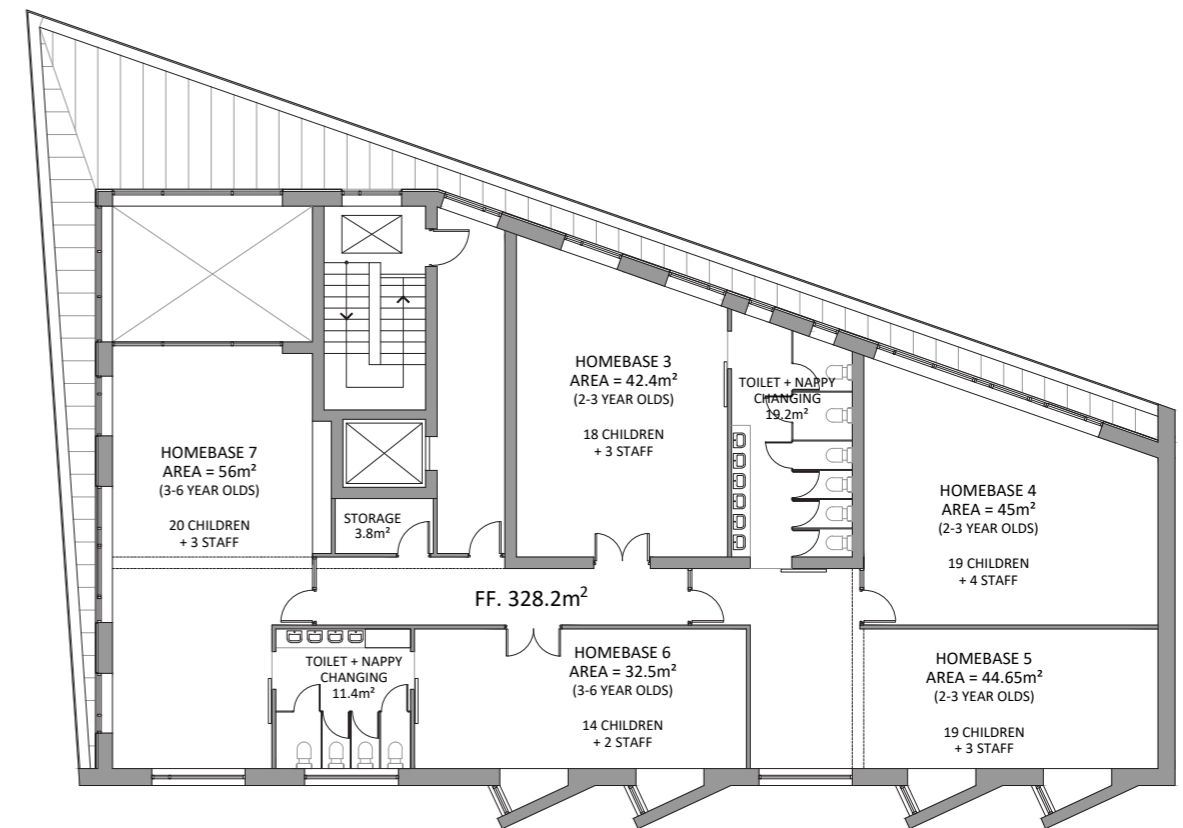 HOMEBASE 3
AREA = 42.4m²
(2-3 YEAR OLDS)
18 CHILDREN
+ 3 STAFF
TOILET + NAPPY
CHANGING
19.2m²
HOMEBASE 7
AREA = 56m²
(3-6 YEAR OLDS)
20 CHILDREN
+ 3 STAFF
STORAGE
3.8m²
HOMEBASE 4
AREA = 45m²
(2-3 YEAR OLDS)
19 CHILDREN
+ 4 STAFF
FF. 328.2m²
TOILET + NAPPY
CHANGING
11.4m²
HOMEBASE 6
AREA = 32.5m²
(3-6 YEAR OLDS)
14 CHILDREN
+ 2 STAFF
HOMEBASE 5
AREA = 44.65m²
(2-3 YEAR OLDS)
19 CHILDREN
+ 3 STAFF